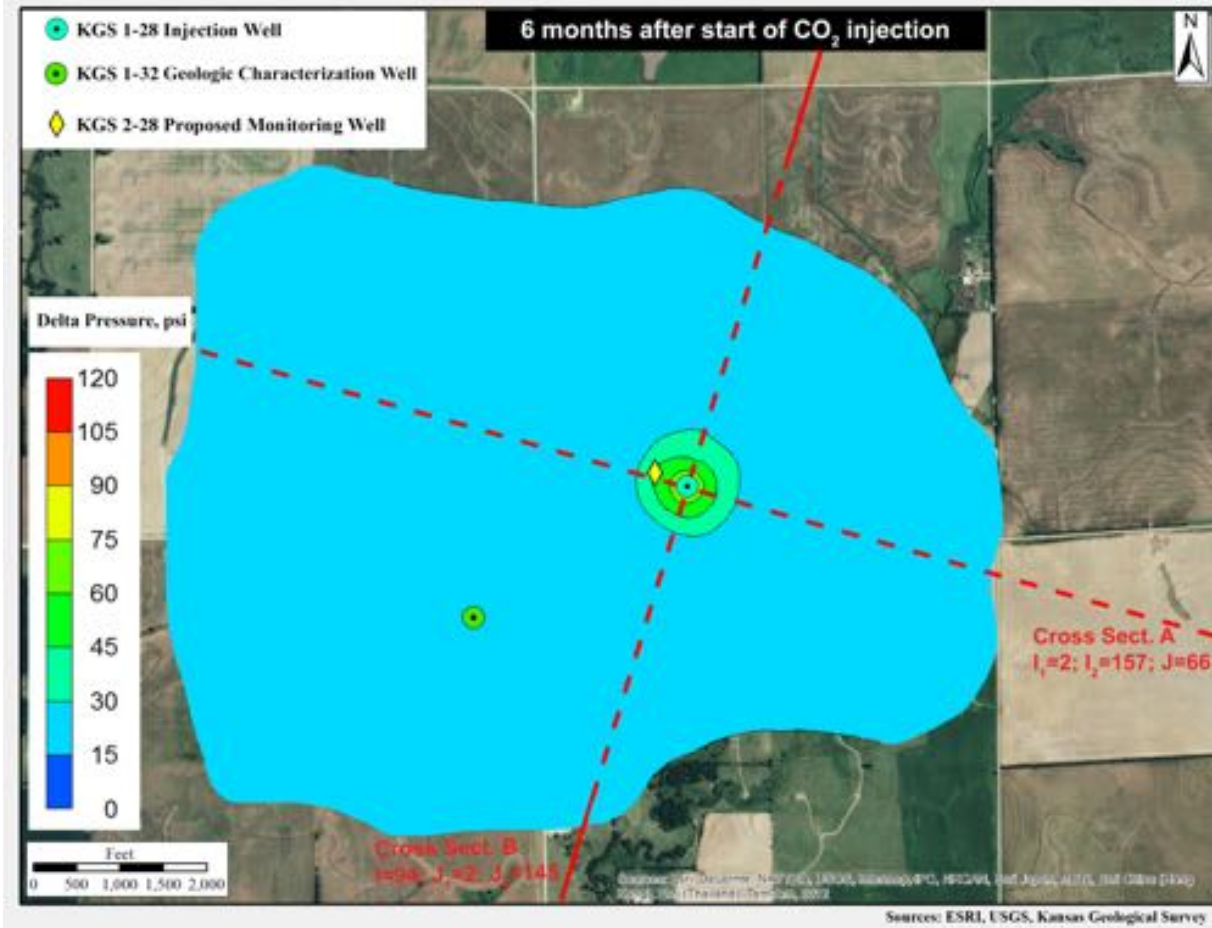 KGS 1-28 Injection Well
KGS 1-32 Geologic Characterization Well
KGS 2-28 Proposed Monitoring Well
6 months after start of CO₂ injection
N
Delta Pressure, psi
120
105
90
75
60
45
30
15
0
Cross Sect. A
I₁=2; I₂=157; J=66
Feet
0 500 1,000 1,500 2,000
Cross Sect. B
Sources: ESRI, USGS, Kansas Geological Survey